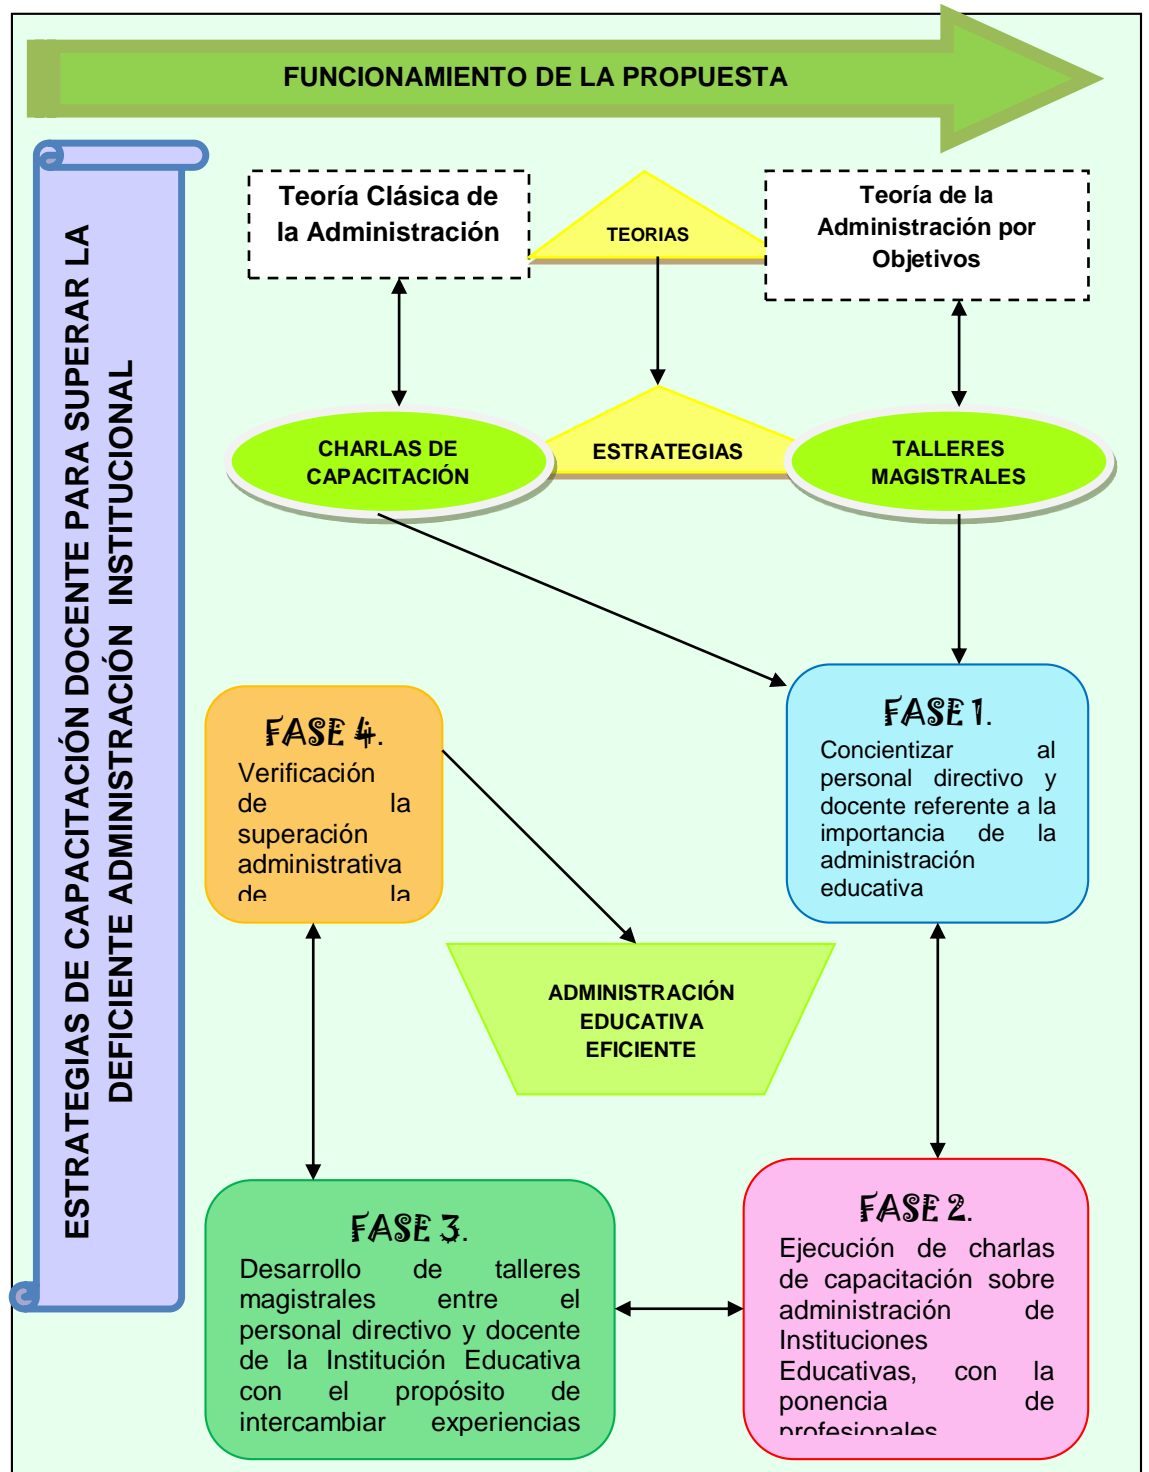 FUNCIONAMIENTO DE LA PROPUESTA
ESTRATEGIAS DE CAPACITACIÓN DOCENTE PARA SUPERAR LA
DEFICIENTE ADMINISTRACIÓN INSTITUCIONAL
Teoría Clásica de
la Administración
TEORIAS
Teoría de la
Administración por
Objetivos
CHARLAS DE
CAPACITACIÓN
ESTRATEGIAS
TALLERES
MAGISTRALES
FASE 1.
Concientizar al
personal directivo y
docente referente a la
importancia de la
administración
educativa
FASE 4.
Verificación
de la
superación
administrativa
de la
ADMINISTRACIÓN
EDUCATIVA
EFICIENTE
FASE 3.
Desarrollo de talleres
magistrales entre el
personal directivo y docente
de la Institución Educativa
con el propósito de
intercambiar experiencias
FASE 2.
Ejecución de charlas
de capacitación sobre
administración de
Instituciones
Educativas, con la
ponencia de
profesionales